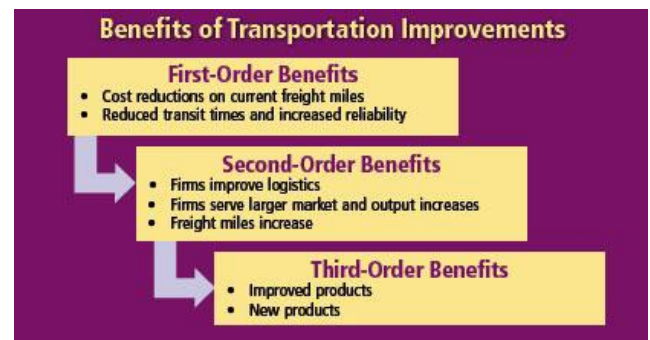 Benefits of Transportation Improvements
First-Order Benefits
• Cost reductions on current freight miles
• Reduced transit times and increased reliability
Second-Order Benefits
• Firms improve logistics
• Firms serve larger market and output increases
• Freight miles increase
Third-Order Benefits
• Improved products
• New products